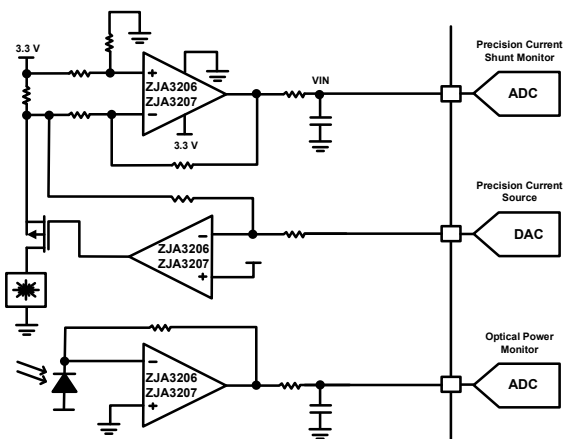 3.3 V
+
ZJA3206
ZJA3207
−
3.3 V
VIN
Precision Current
Shunt Monitor
ADC
−
ZJA3206
ZJA3207
+
Precision Current
Source
DAC
−
ZJA3206
ZJA3207
+
Optical Power
Monitor
ADC